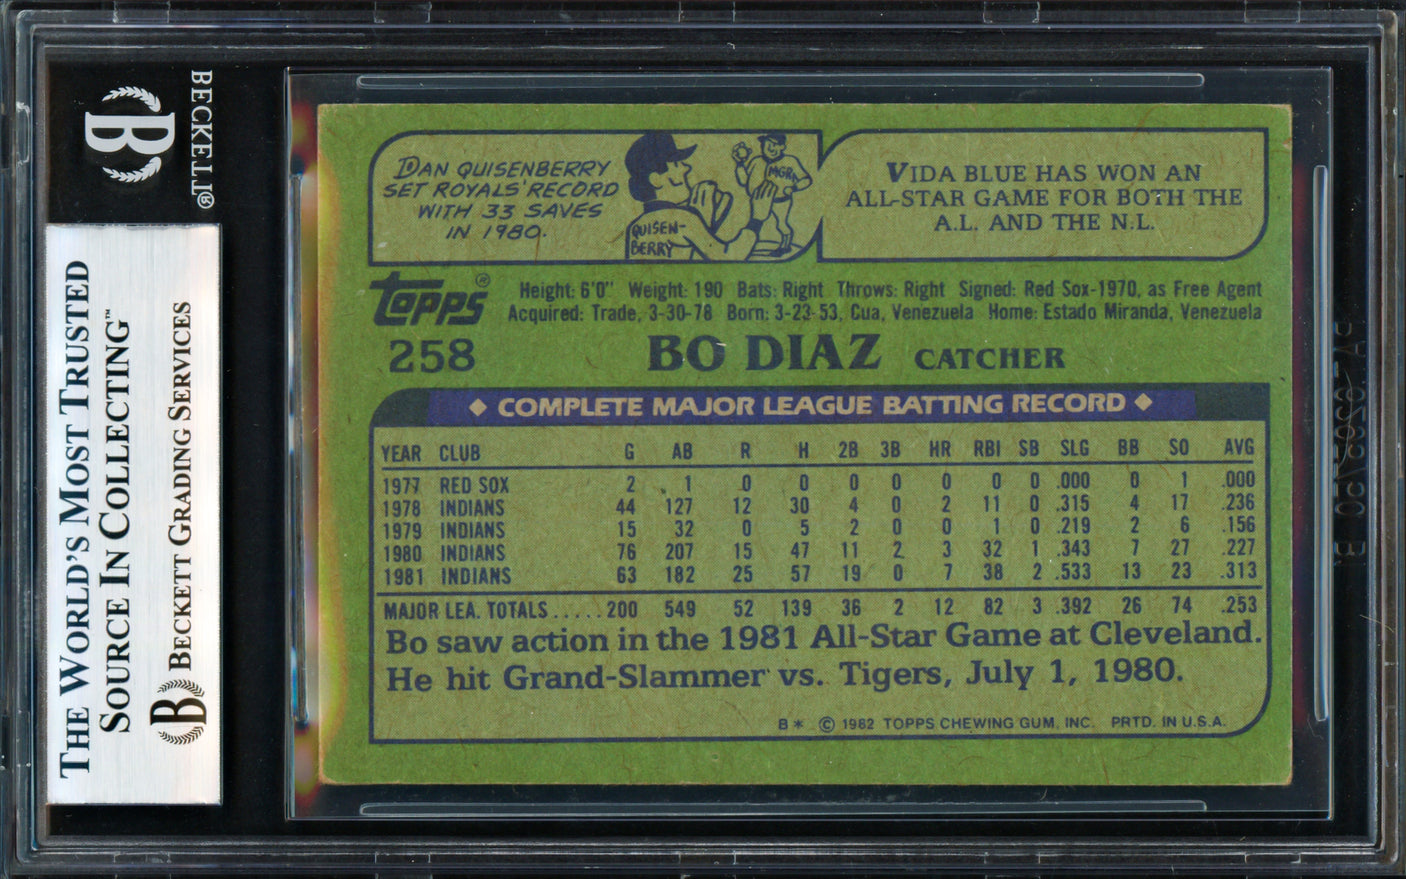 BECKETT®
B
THE WORLD'S MOST TRUSTED
SOURCE IN COLLECTING™
B BECKETT GRADING SERVICES
DAN QUISENBERRY
SET ROYALS' RECORD
WITH 33 SAVES
IN 1980.
QUISEN-
BERRY
MGR.
VIDA BLUE HAS WON AN
ALL-STAR GAME FOR BOTH THE
A.L. AND THE N.L.
TOPPS®
Height: 6'0" Weight: 190 Bats: Right Throws: Right Signed: Red Sox-1970, as Free Agent
Acquired: Trade, 3-30-78 Born: 3-23-53, Cua, Venezuela Home: Estado Miranda, Venezuela
258 BO DIAZ CATCHER
◆ COMPLETE MAJOR LEAGUE BATTING RECORD ◆
YEAR CLUB G AB R H 2B 3B HR RBI SB SLG BB SO AVG
1977 RED SOX 2 1 0 0 0 0 0 0 0 .000 0 1 .000
1978 INDIANS 44 127 12 30 4 0 2 11 0 .315 4 17 .236
1979 INDIANS 15 32 0 5 2 0 0 1 0 .219 2 6 .156
1980 INDIANS 76 207 15 47 11 2 3 32 1 .343 7 27 .227
1981 INDIANS 63 182 25 57 19 0 7 38 2 .533 13 23 .313
MAJOR LEA. TOTALS.....200 549 52 139 36 2 12 82 3 .392 26 74 .253
Bo saw action in the 1981 All-Star Game at Cleveland.
He hit Grand-Slammer vs. Tigers, July 1, 1980.
B* © 1982 TOPPS CHEWING GUM, INC. PRTD. IN U.S.A.